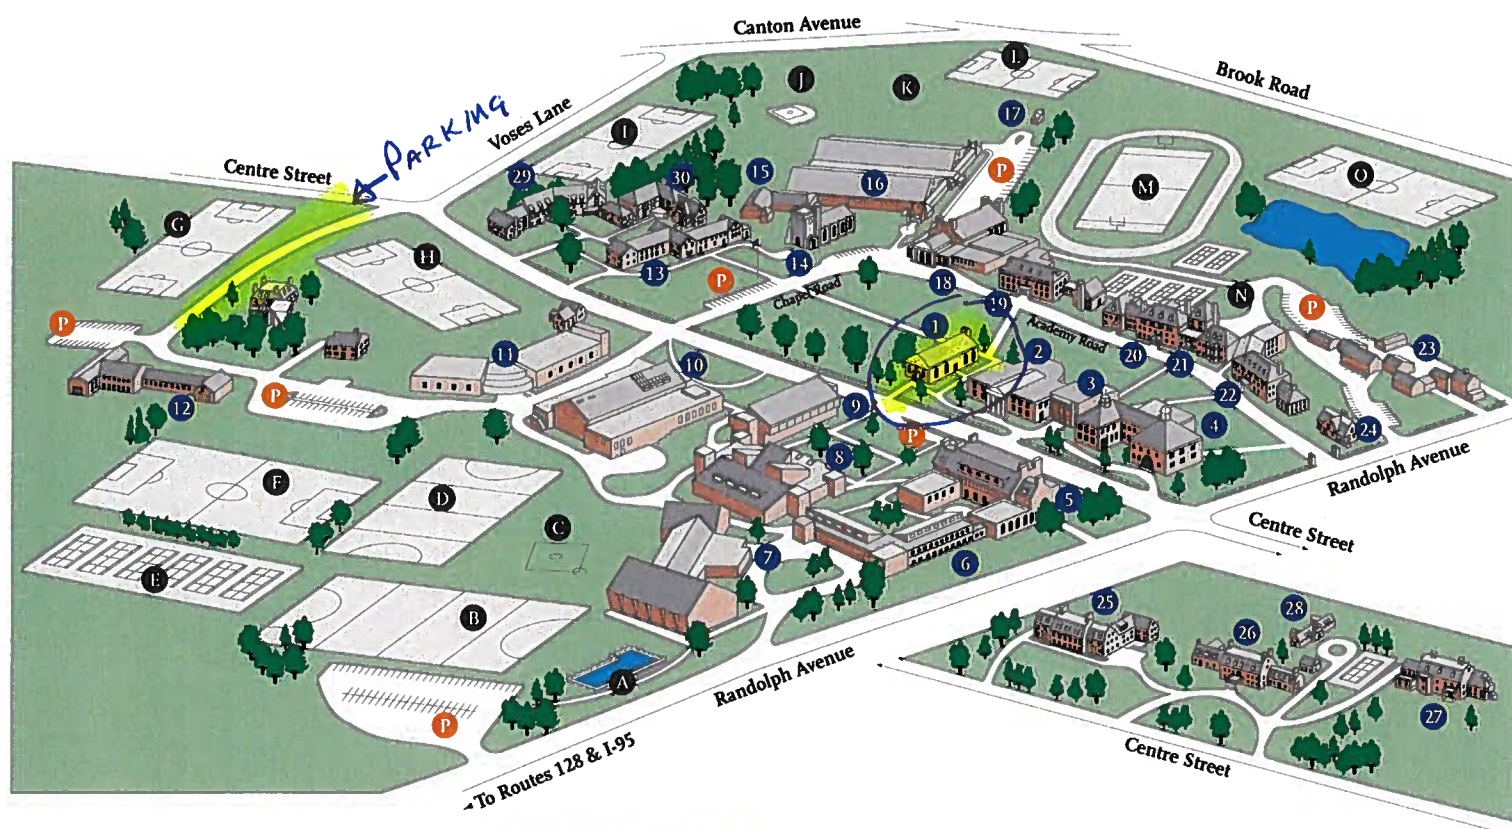 Canton Avenue
Brook Road
Voses Lane
PARKING
Centre Street
L
J
K
17
I
P
29
30
15
16
M
O
G
H
13
14
P
18
19
N
P
Chapel Road
1
Academy Road
2
20
21
23
P
11
10
3
22
12
P
9
P
4
24
8
5
Randolph Avenue
F
D
C
Centre Street
E
7
6
B
25
28
26
A
Randolph Avenue
27
P
Centre Street
To Routes 128 & I-95